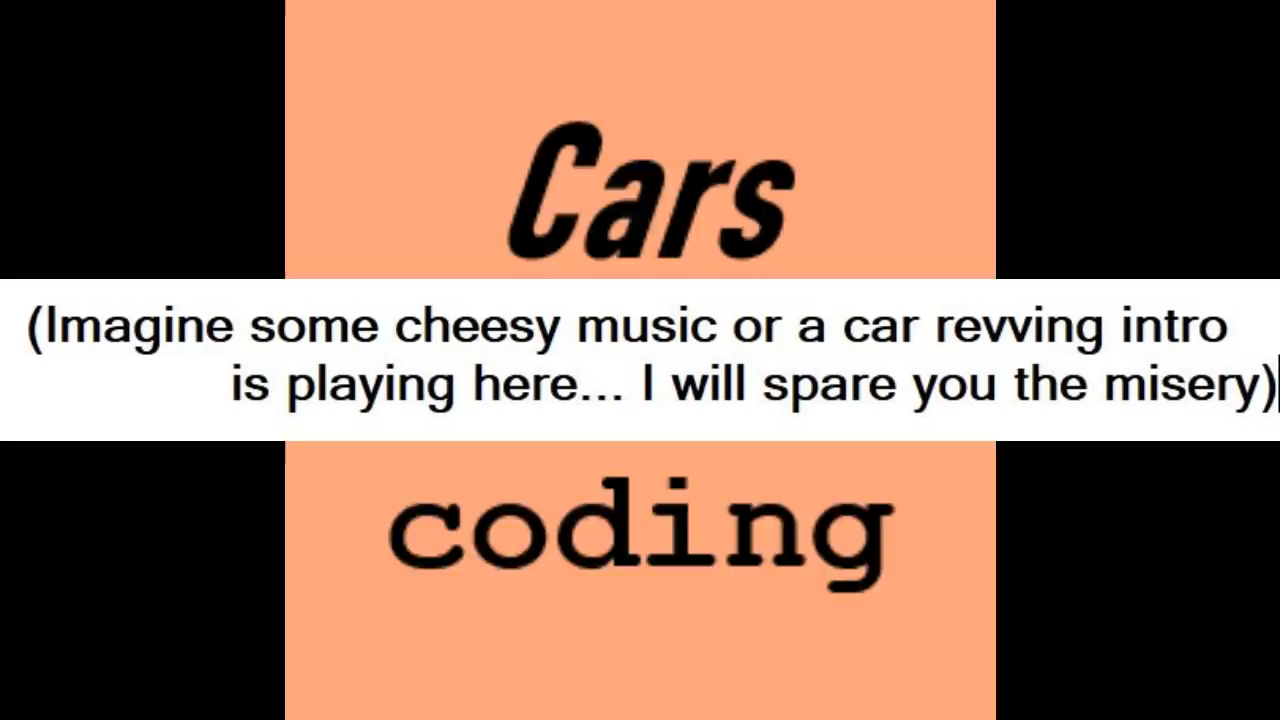 Cars
(Imagine some cheesy music or a car revving intro
is playing here... I will spare you the misery)
coding